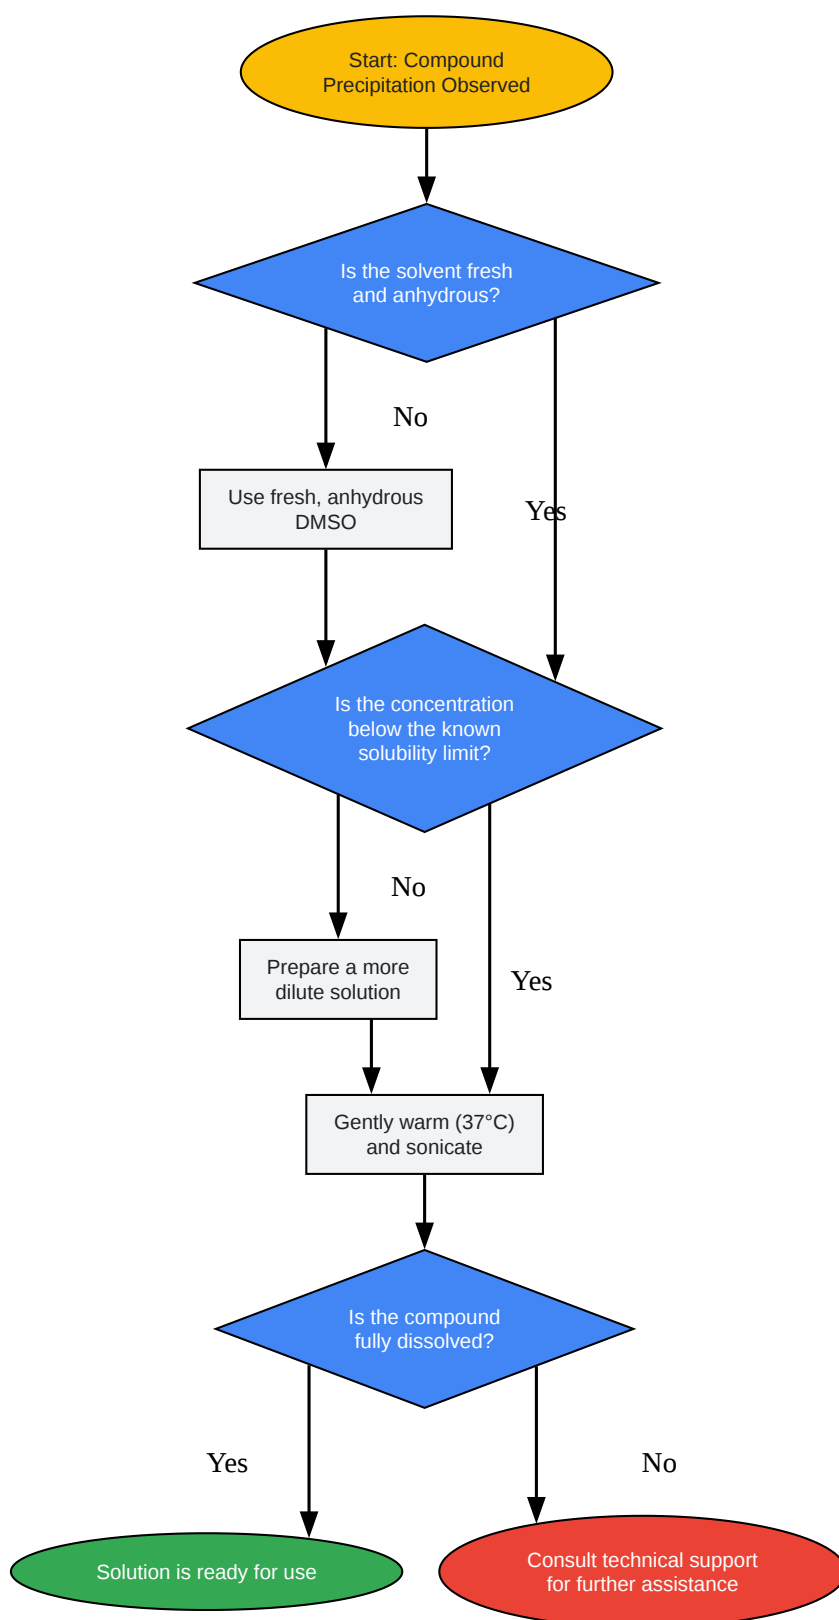 Start: Compound
Precipitation Observed
Is the solvent fresh
and anhydrous?
No
Use fresh, anhydrous
DMSO
Yes
Is the concentration
below the known
solubility limit?
No
Prepare a more
dilute solution
Yes
Gently warm (37°C)
and sonicate
Is the compound
fully dissolved?
Yes
No
Solution is ready for use
Consult technical support
for further assistance